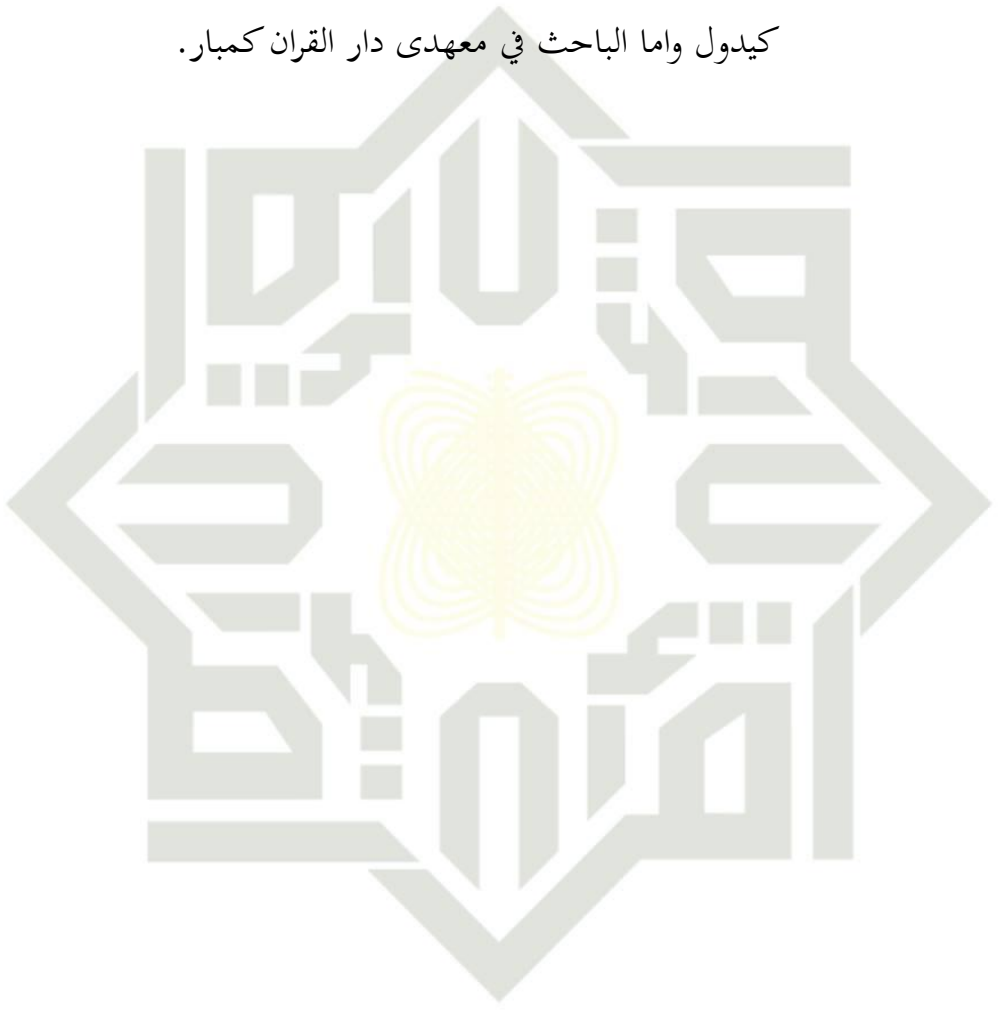 كيدول واما الباحث في معهدى دار القران كمبار.